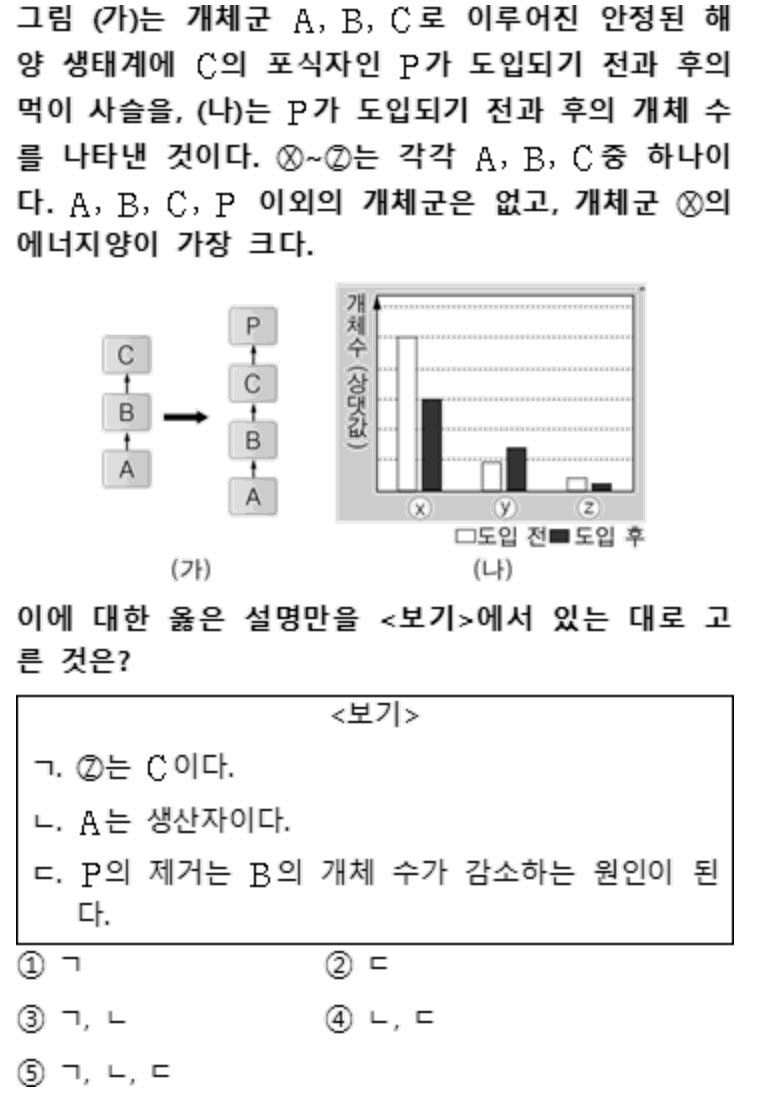 그림 (가)는 개체군 A, B, C로 이루어진 안정된 해
양 생태계에 C의 포식자인 P가 도입되기 전과 후의
먹이 사슬을, (나)는 P가 도입되기 전과 후의 개체 수
를 나타낸 것이다. ⓧ~ⓩ는 각각 A, B, C중 하나이
다. A, B, C, P 이외의 개체군은 없고, 개체군 ⓧ의
에너지양이 가장 크다.
C
B
A
P
C
B
A
개체수(상댓값)
ⓧ ⓨ ⓩ
□도입 전■도입 후
(가) (나)
이에 대한 옳은 설명만을 <보기>에서 있는 대로 고
른 것은?
<보기>
ㄱ. ⓩ는 C이다.
ㄴ. A는 생산자이다.
ㄷ. P의 제거는 B의 개체 수가 감소하는 원인이 된
다.
① ㄱ ② ㄷ
③ ㄱ, ㄴ ④ ㄴ, ㄷ
⑤ ㄱ, ㄴ, ㄷ